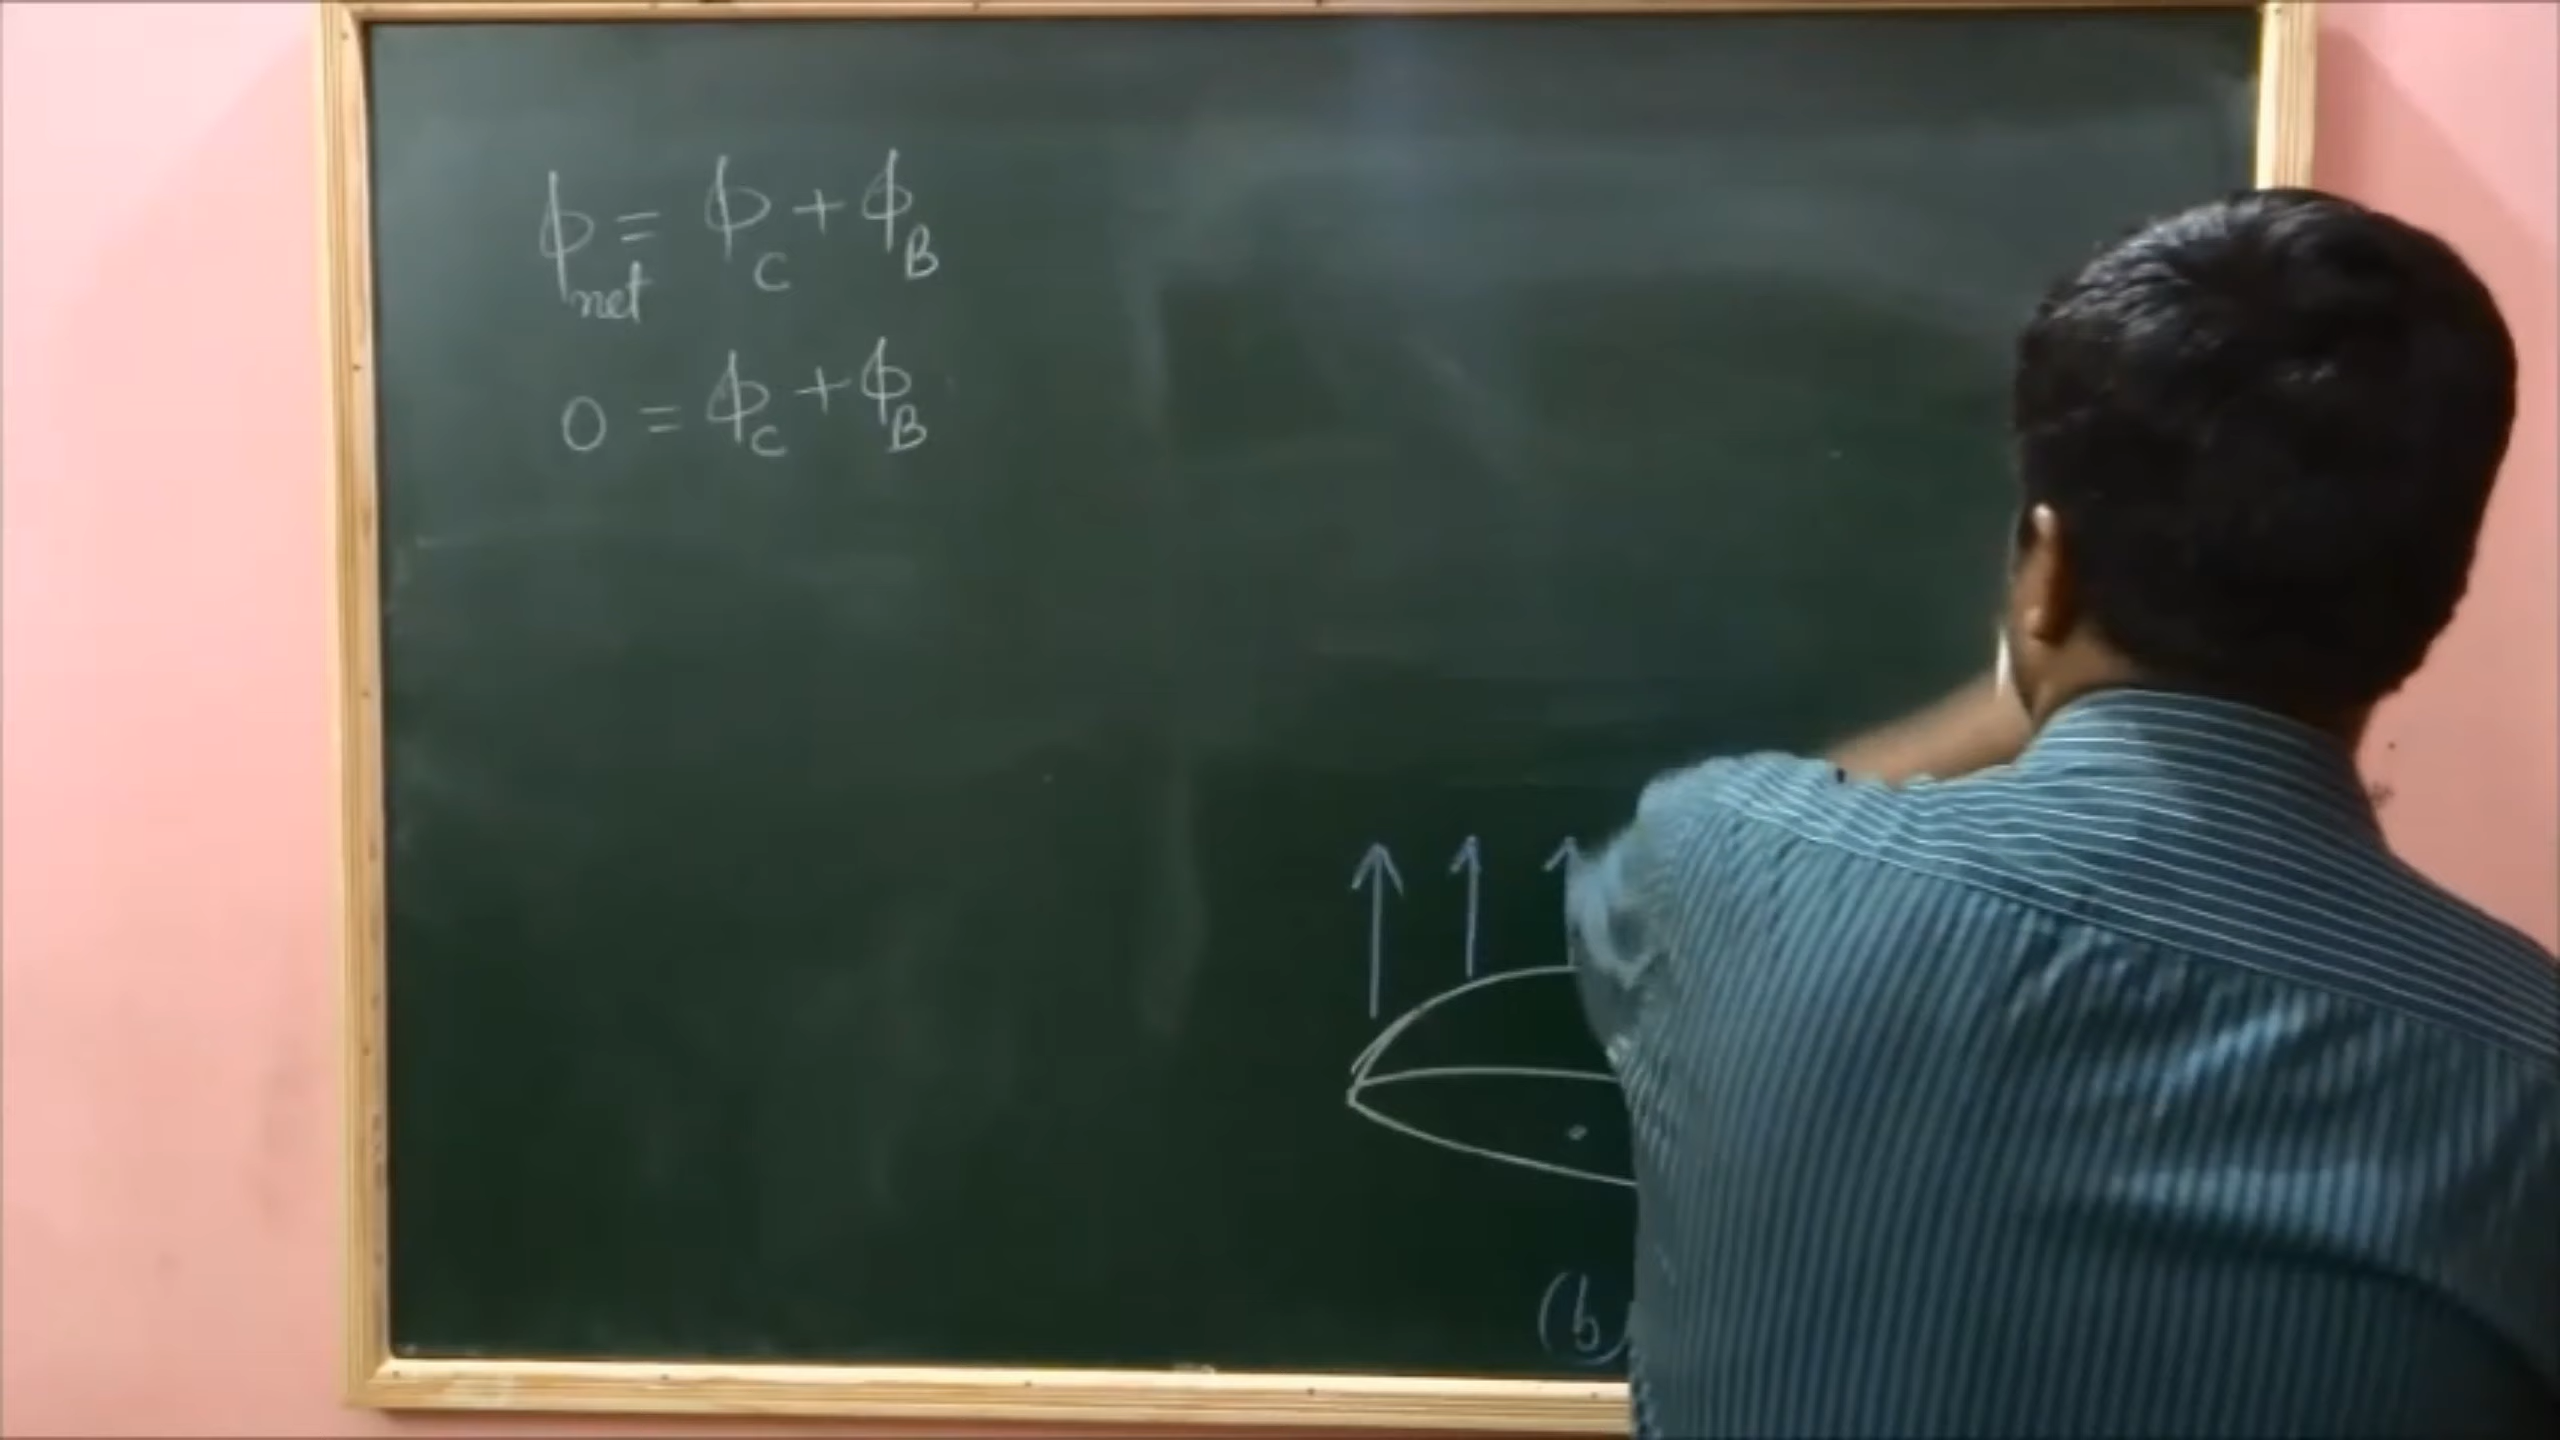 ϕnet = ϕC + ϕB
0 = ϕC + ϕB
(b)